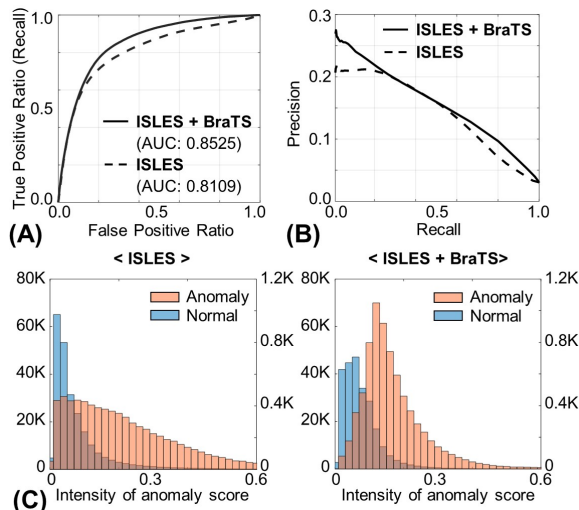 (A)
True Positive Ratio (Recall)
1.0
0.5
0.0
0.0 0.5 1.0
False Positive Ratio
ISLES + BraTS
(AUC: 0.8525)
ISLES
(AUC: 0.8109)
(B)
Precision
0.3
0.2
0.1
0.0
0.0 0.5 1.0
Recall
ISLES + BraTS
ISLES
(C)
< ISLES >
80K
60K
40K
20K
0
1.2K
0.8K
0.4K
0
Anomaly
Normal
0 0.3 0.6
Intensity of anomaly score
< ISLES + BraTS>
80K
60K
40K
20K
0
1.2K
0.8K
0.4K
0
Anomaly
Normal
0 0.3 0.6
Intensity of anomaly score